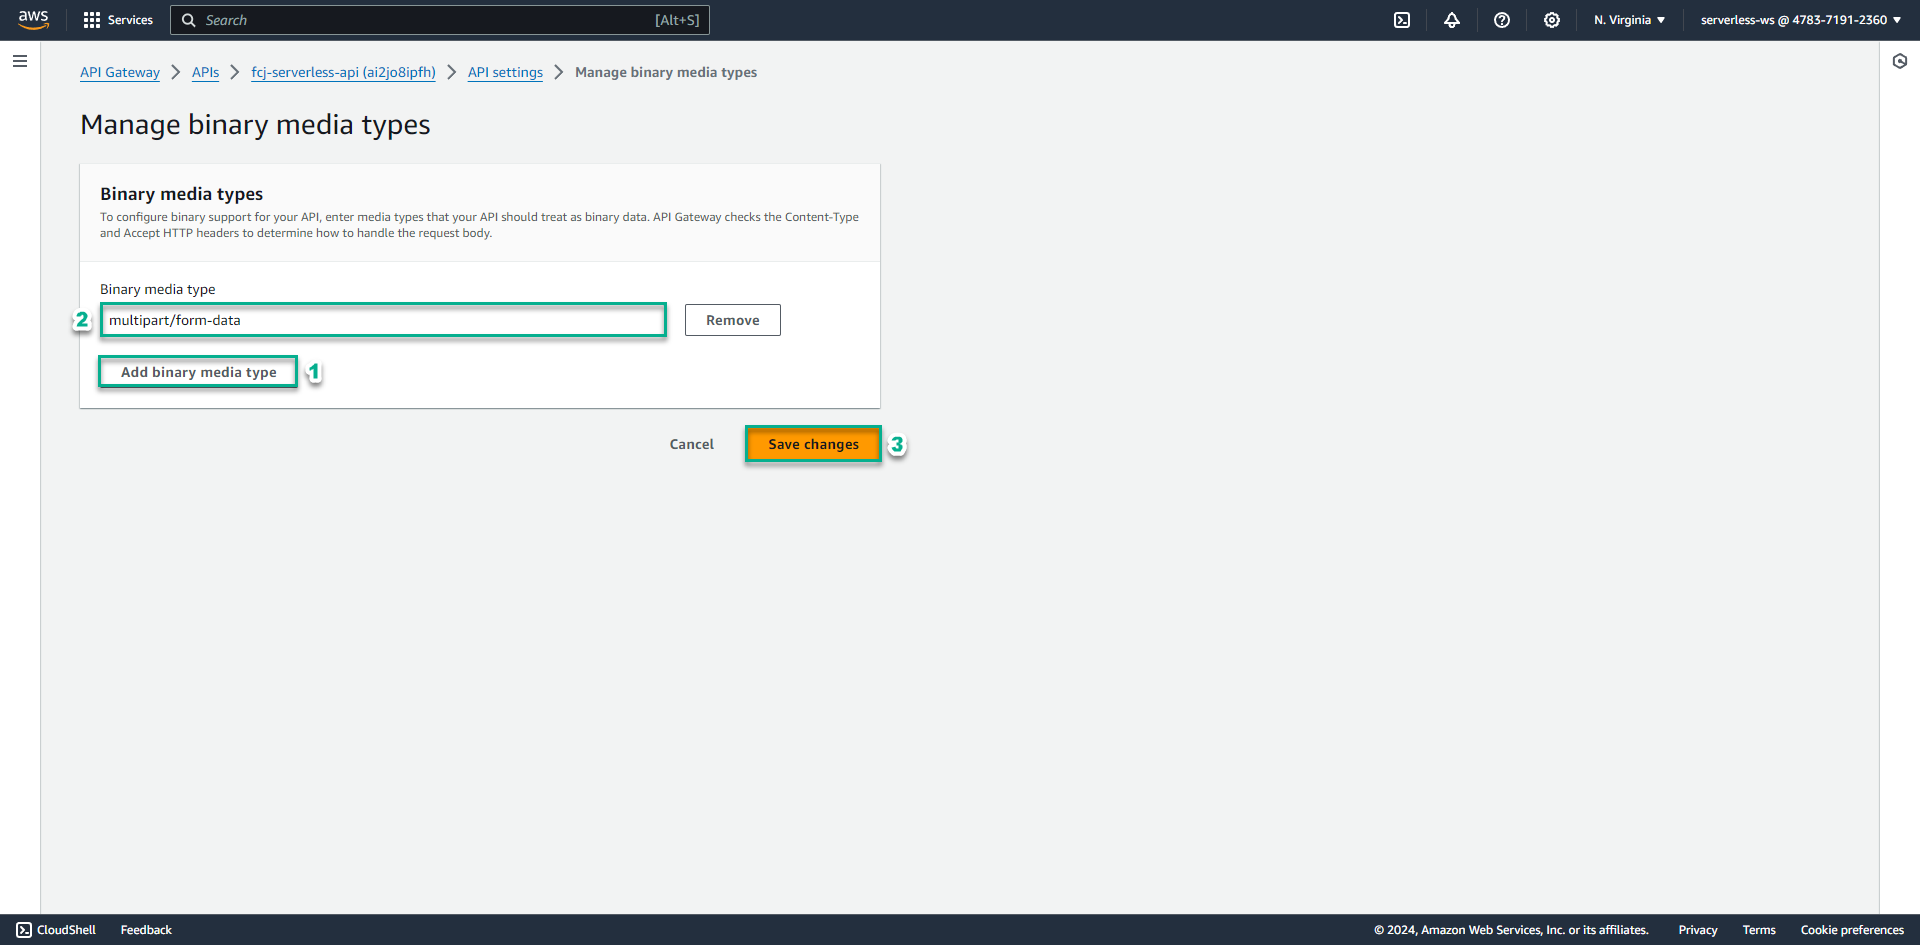 aws
Services
Search
[Alt+S]
N. Virginia
serverless-ws @ 4783-7191-2360
API Gateway
APIs
fcj-serverless-api (ai2jo8ipfh)
API settings
Manage binary media types
Manage binary media types
Binary media types
To configure binary support for your API, enter media types that your API should treat as binary data. API Gateway checks the Content-Type
and Accept HTTP headers to determine how to handle the request body.
Binary media type
2
multipart/form-data
Remove
Add binary media type
1
Cancel
Save changes
3
CloudShell
Feedback
© 2024, Amazon Web Services, Inc. or its affiliates.
Privacy
Terms
Cookie preferences